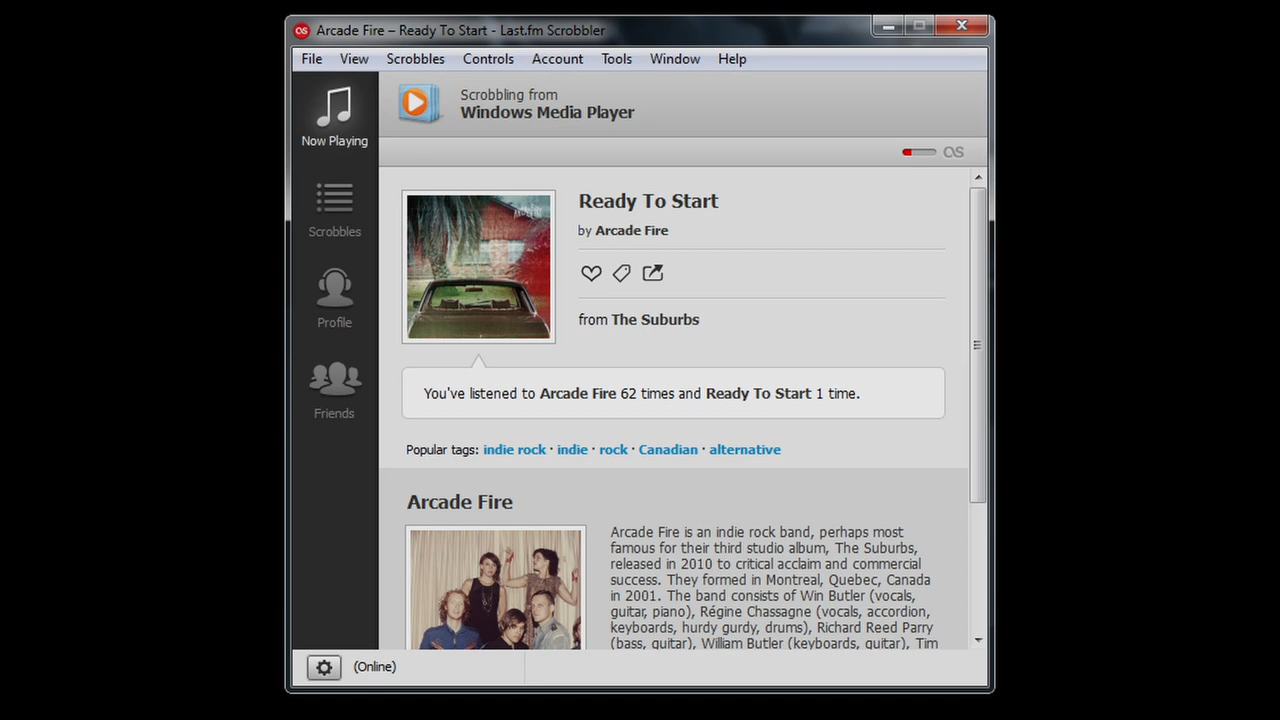 Arcade Fire – Ready To Start - Last.fm Scrobbler
File View Scrobbles Controls Account Tools Window Help
Now Playing
Scrobbles
Profile
Friends
Scrobbling from
Windows Media Player
Ready To Start
by Arcade Fire
from The Suburbs
You've listened to Arcade Fire 62 times and Ready To Start 1 time.
Popular tags: indie rock · indie · rock · Canadian · alternative
Arcade Fire
Arcade Fire is an indie rock band, perhaps most
famous for their third studio album, The Suburbs,
released in 2010 to critical acclaim and commercial
success. They formed in Montreal, Quebec, Canada
in 2001. The band consists of Win Butler (vocals,
guitar, piano), Régine Chassagne (vocals, accordion,
keyboards, hurdy gurdy, drums), Richard Reed Parry
(bass, guitar), William Butler (keyboards, guitar), Tim
(Online)